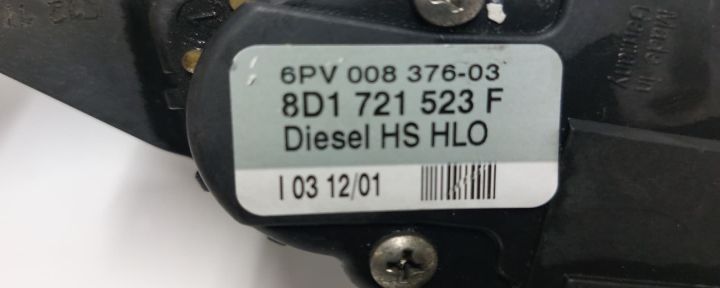 6PV 008 376-03
8D1 721 523 F
Diesel HS HLO
I 03 12/01
Made in
Germany